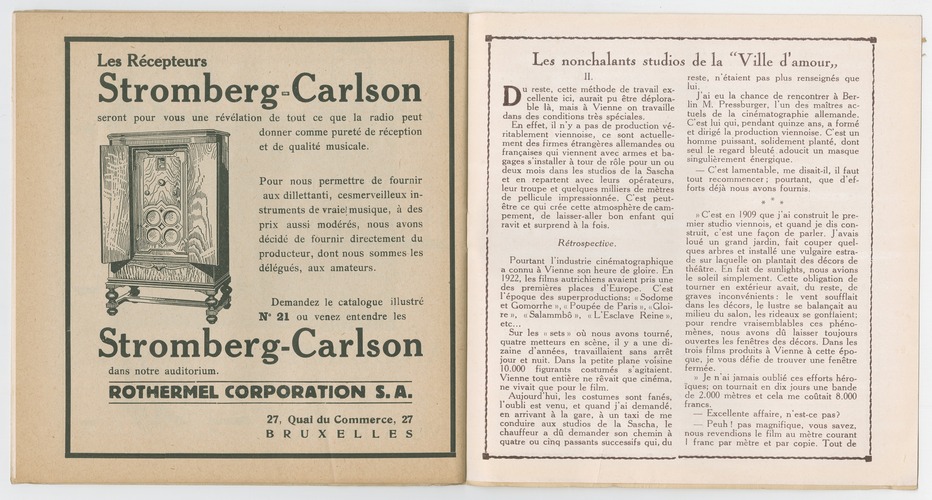 Les Récepteurs
Stromberg-Carlson
seront pour vous une révélation de tout ce que la radio peut
donner comme pureté de réception
et de qualité musicale.
Pour nous permettre de fournir
aux dillettanti, cesmerveilleux in-
struments de vraie musique, à des
prix aussi modérés, nous avons
décidé de fournir directement du
producteur, dont nous sommes les
délégués, aux amateurs.
Demandez le catalogue illustré
N° 21 ou venez entendre les
Stromberg-Carlson
dans notre auditorium.
ROTHERMEL CORPORATION S. A.
27, Quai du Commerce, 27
BRUXELLES
Les nonchalants studios de la "Ville d'amour„
II.
Du reste, cette méthode de travail ex-
cellente ici, aurait pu être déplora-
ble là, mais à Vienne on travaille
dans des conditions très spéciales.
En effet, il n'y a pas de production vé-
ritablement viennoise, ce sont actuelle-
ment des firmes étrangères allemandes ou
françaises qui viennent avec armes et ba-
gages s'installer à tour de rôle pour un ou
deux mois dans les studios de la Sascha
et en repartent avec leurs opérateurs,
leur troupe et quelques milliers de mètres
de pellicule impressionnée. C'est peut-
être ce qui crée cette atmosphère de cam-
pement, de laisser-aller bon enfant qui
ravit et surprend à la fois.
Rétrospective.
Pourtant l'industrie cinématographique
a connu à Vienne son heure de gloire. En
1922, les films autrichiens avaient pris une
des premières places d'Europe. C'est
l'époque des superproductions: « Sodome
et Gomorrhe », « Poupée de Paris », « Gloi-
re », « Salammbô », « L'Esclave Reine »,
etc...
Sur les « sets » où nous avons tourné,
quatre metteurs en scène, il y a une di-
zaine d'années, travaillaient sans arrêt
jour et nuit. Dans la petite plaine voisine
10.000 figurants costumés s'agitaient.
Vienne tout entière ne rêvait que cinéma,
ne vivait que pour le film.
Aujourd'hui, les costumes sont fanés,
l'oubli est venu, et quand j'ai demandé,
en arrivant à la gare, à un taxi de me
conduire aux studios de la Sascha, le
chauffeur a dû demander son chemin à
quatre ou cinq passants successifs qui, du
reste, n'étaient pas plus renseignés que
lui.
J'ai eu la chance de rencontrer à Ber-
lin M. Pressburger, l'un des maîtres ac-
tuels de la cinématographie allemande.
C'est lui qui, pendant quinze ans, a formé
et dirigé la production viennoise. C'est un
homme puissant, solidement planté, dont
seul le regard bleuté adoucit un masque
singulièrement énergique.
— C'est lamentable, me disait-il, il faut
tout recommencer ; pourtant, que d'ef-
forts déjà nous avons fournis.
* * *
» C'est en 1909 que j'ai construit le pre-
mier studio viennois, et quand je dis con-
struit, c'est une façon de parler. J'avais
loué un grand jardin, fait couper quel-
ques arbres et installé une vulgaire estra-
de sur laquelle on plantait des décors de
théâtre. En fait de sunlights, nous avions
le soleil simplement. Cette obligation de
tourner en extérieur avait, du reste, de
graves inconvénients : le vent soufflait
dans les décors, le lustre se balançait au
milieu du salon, les rideaux se gonflaient;
pour rendre vraisemblables ces phéno-
mènes, nous avons dû laisser toujours
ouvertes les fenêtres des décors. Dans les
trois films produits à Vienne à cette épo-
que, je vous défie de trouver une fenêtre
fermée.
» Je n'ai jamais oublié ces efforts héro-
ïques; on tournait en dix jours une bande
de 2.000 mètres et cela me coûtait 8.000
francs.
— Excellente affaire, n'est-ce pas?
— Peuh ! pas magnifique, vous savez,
nous revendions le film au mètre courant
1 franc par mètre et par copie. Tout de